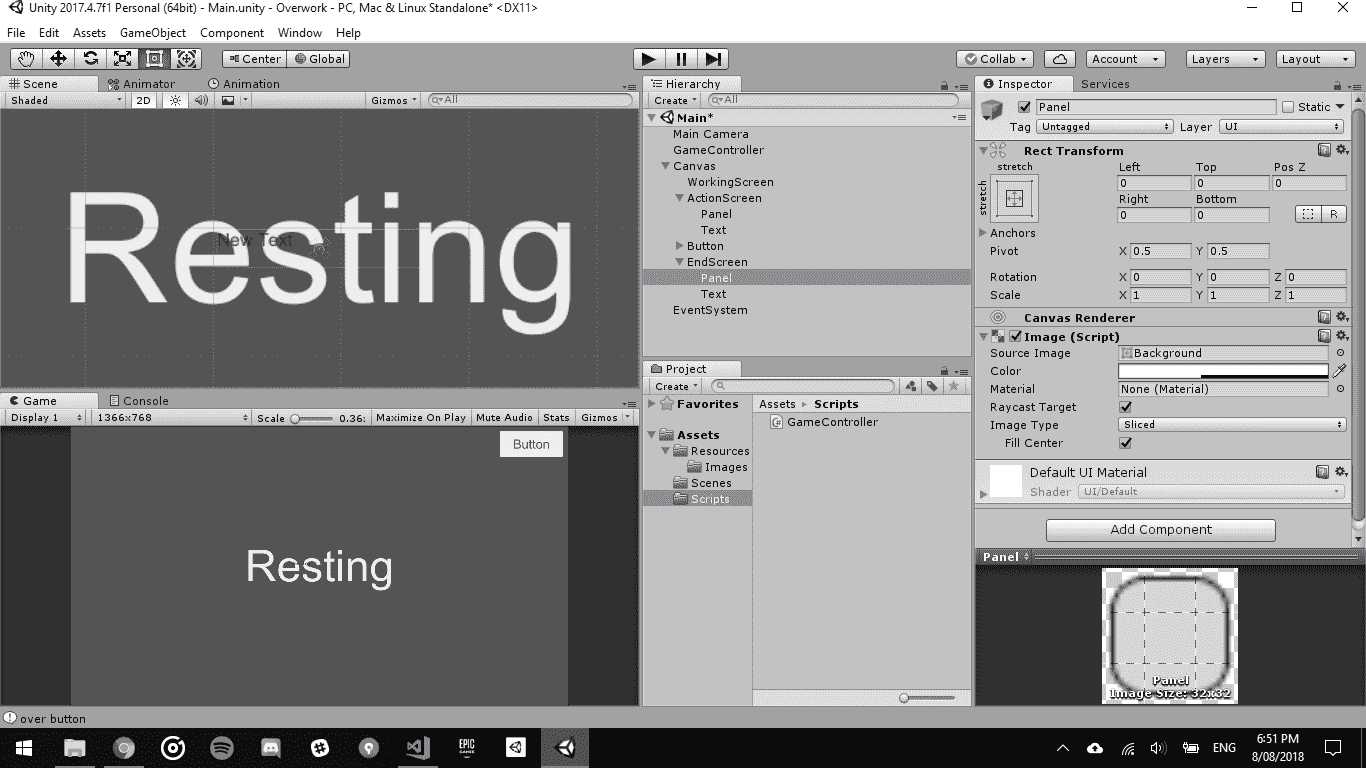 Unity 2017.4.7f1 Personal (64bit) - Main.unity - Overwork - PC, Mac & Linux Standalone* <DX11>
File Edit Assets GameObject Component Window Help
Center Global
Collab Account Layers Layout
Scene Animator Animation
Shaded 2D Gizmos All
Resting
New Text
Game Console
Display 1 1366x768 Scale 0.36: Maximize On Play Mute Audio Stats Gizmos
Button
Resting
over button
Hierarchy
Create All
Main*
Main Camera
GameController
Canvas
WorkingScreen
ActionScreen
Panel
Text
Button
EndScreen
Panel
Text
EventSystem
Project
Create
Favorites
Assets
Resources
Images
Scenes
Scripts
Assets ▸ Scripts
GameController
Inspector Services
Panel Static
Tag Untagged Layer UI
Rect Transform
stretch
stretch
Left Top Pos Z
0 0 0
Right Bottom
0 0 R
Anchors
Pivot X 0.5 Y 0.5
Rotation X 0 Y 0 Z 0
Scale X 1 Y 1 Z 1
Canvas Renderer
Image (Script)
Source Image Background
Color
Material None (Material)
Raycast Target
Image Type Sliced
Fill Center
Default UI Material
Shader UI/Default
Add Component
Panel
Panel
Image Size: 32x32
EPIC GAMES
ENG
6:51 PM
8/08/2018